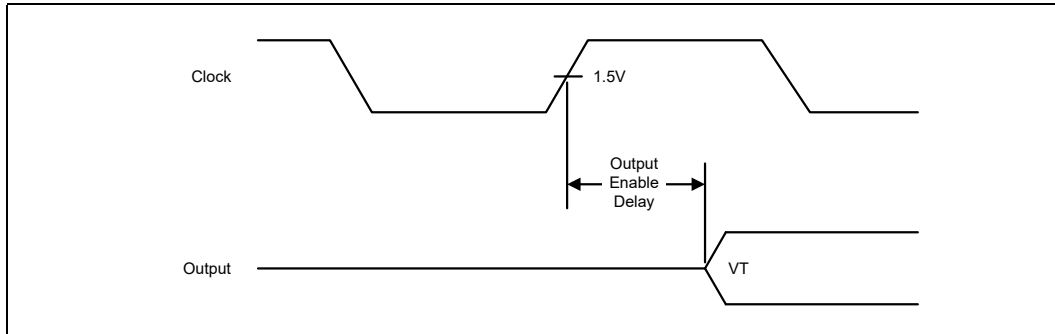 Clock
1.5V
Output
Enable
Delay
Output
VT